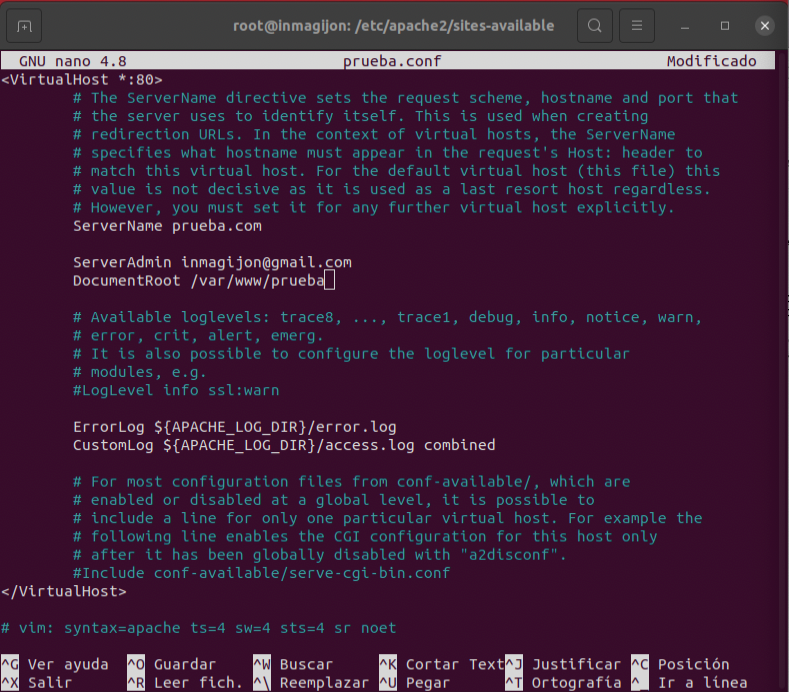 root@inmagijon: /etc/apache2/sites-available
GNU nano 4.8 prueba.conf Modificado
<VirtualHost *:80>
# The ServerName directive sets the request scheme, hostname and port that
# the server uses to identify itself. This is used when creating
# redirection URLs. In the context of virtual hosts, the ServerName
# specifies what hostname must appear in the request's Host: header to
# match this virtual host. For the default virtual host (this file) this
# value is not decisive as it is used as a last resort host regardless.
# However, you must set it for any further virtual host explicitly.
ServerName prueba.com
ServerAdmin inmagijon@gmail.com
DocumentRoot /var/www/prueba
# Available loglevels: trace8, ..., trace1, debug, info, notice, warn,
# error, crit, alert, emerg.
# It is also possible to configure the loglevel for particular
# modules, e.g.
#LogLevel info ssl:warn
ErrorLog ${APACHE_LOG_DIR}/error.log
CustomLog ${APACHE_LOG_DIR}/access.log combined
# For most configuration files from conf-available/, which are
# enabled or disabled at a global level, it is possible to
# include a line for only one particular virtual host. For example the
# following line enables the CGI configuration for this host only
# after it has been globally disabled with "a2disconf".
#Include conf-available/serve-cgi-bin.conf
</VirtualHost>
# vim: syntax=apache ts=4 sw=4 sts=4 sr noet
^G Ver ayuda ^O Guardar ^W Buscar ^K Cortar Text ^J Justificar ^C Posición
^X Salir ^R Leer fich. ^\ Reemplazar ^U Pegar ^T Ortografía ^_ Ir a línea